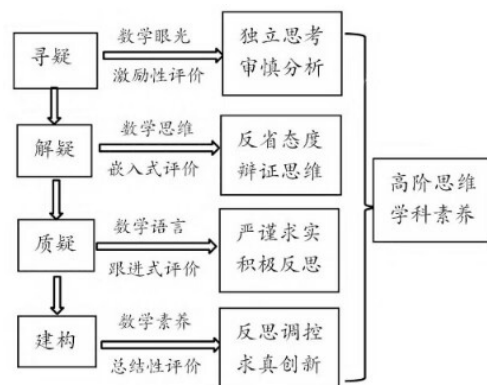 寻疑
数学眼光
激励性评价
独立思考
审慎分析
解疑
数学思维
嵌入式评价
反省态度
辩证思维
质疑
数学语言
跟进式评价
严谨求实
积极反思
建构
数学素养
总结性评价
反思调控
求真创新
高阶思维
学科素养